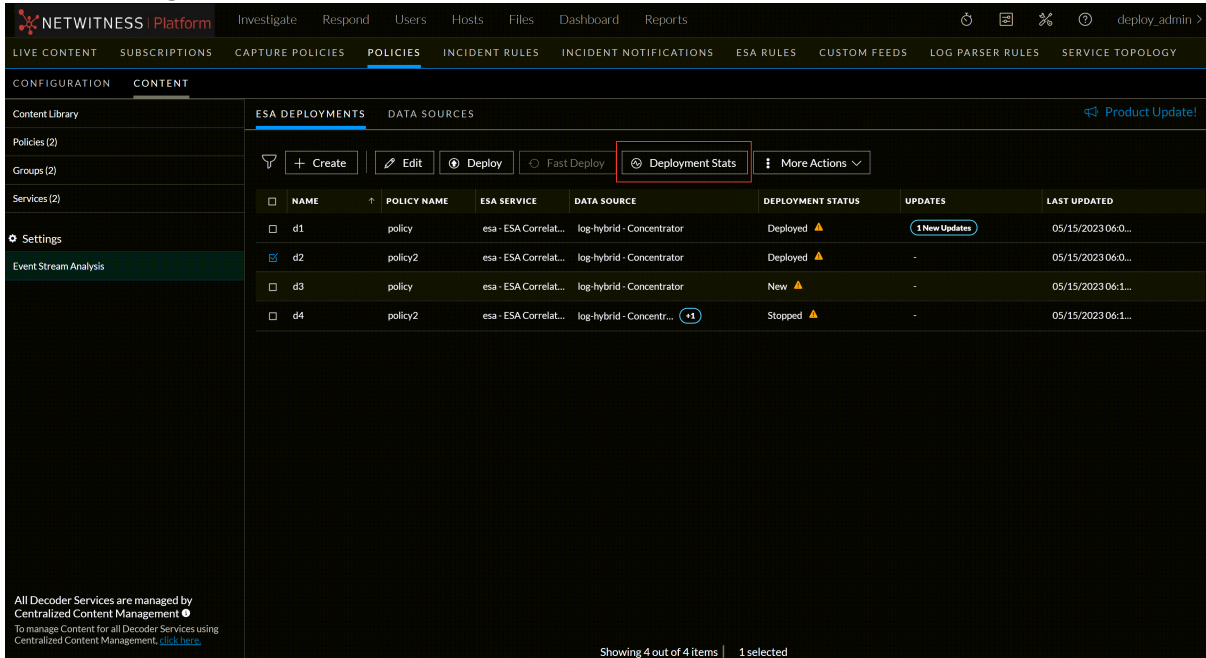 NETWITNESS | Platform Investigate Respond Users Hosts Files Dashboard Reports deploy_admin >
LIVE CONTENT SUBSCRIPTIONS CAPTURE POLICIES POLICIES INCIDENT RULES INCIDENT NOTIFICATIONS ESA RULES CUSTOM FEEDS LOG PARSER RULES SERVICE TOPOLOGY
CONFIGURATION CONTENT
Content Library
Policies (2)
Groups (2)
Services (2)
Settings
Event Stream Analysis
ESA DEPLOYMENTS DATA SOURCES Product Update!
+ Create Edit Deploy Fast Deploy Deployment Stats More Actions
NAME ↑ POLICY NAME ESA SERVICE DATA SOURCE DEPLOYMENT STATUS UPDATES LAST UPDATED
d1 policy esa - ESA Correlat... log-hybrid - Concentrator Deployed 1 New Updates 05/15/2023 06:0...
d2 policy2 esa - ESA Correlat... log-hybrid - Concentrator Deployed - 05/15/2023 06:0...
d3 policy esa - ESA Correlat... log-hybrid - Concentrator New - 05/15/2023 06:1...
d4 policy2 esa - ESA Correlat... log-hybrid - Concentr... +1 Stopped - 05/15/2023 06:1...
All Decoder Services are managed by
Centralized Content Management
To manage Content for all Decoder Services using
Centralized Content Management, click here.
Showing 4 out of 4 items | 1 selected